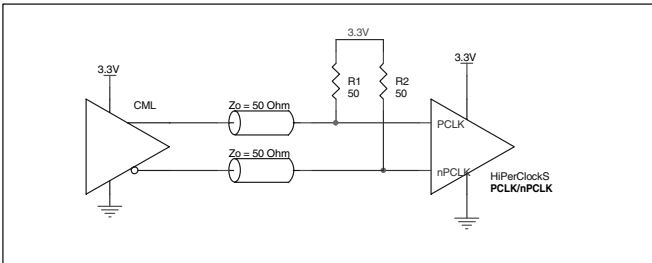 3.3V
3.3V
3.3V
R1
50
R2
50
CML
Zo = 50 Ohm
PCLK
Zo = 50 Ohm
nPCLK
HiPerClockS
PCLK/nPCLK